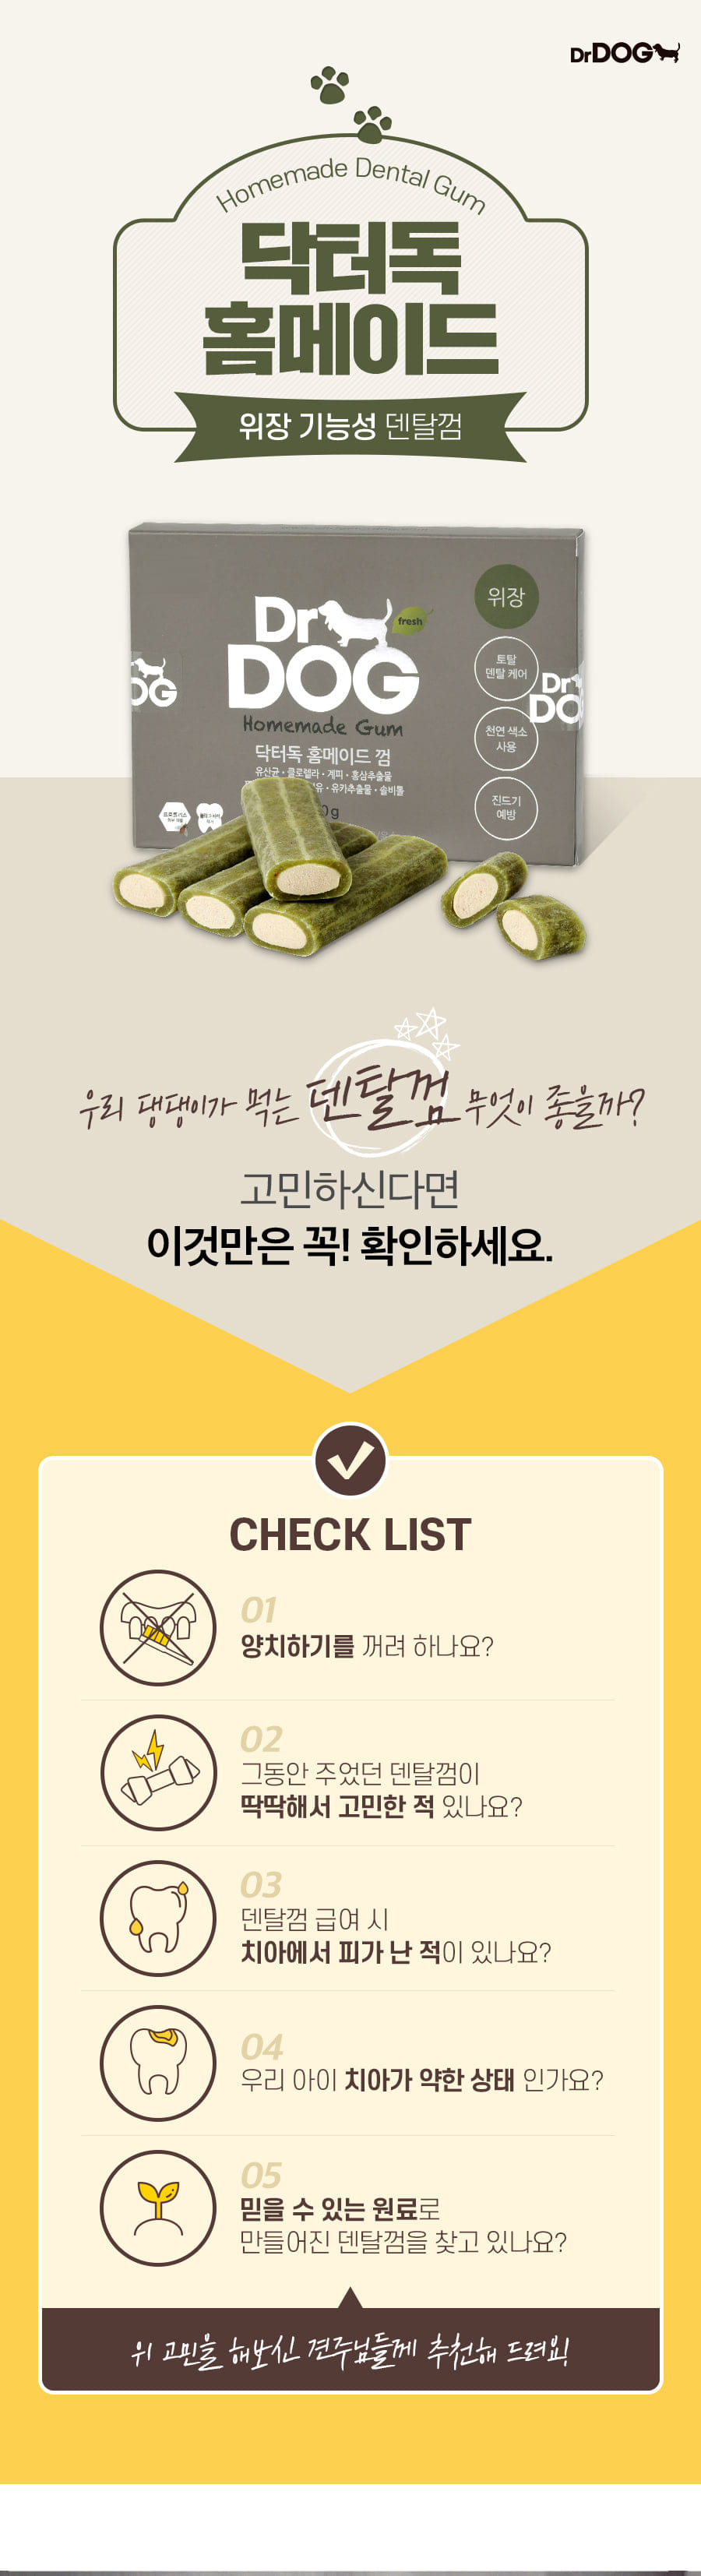 DrDOG
Homemade Dental Gum
닥터독
홈메이드
위장 기능성 덴탈껌
Dr
fresh
DOG
Homemade Gum
닥터독 홈메이드 껌
유산균·클로렐라·계피·홍삼추출물
유·유카추출물·솔비톨
0g
위장
토탈
덴탈 케어
천연 색소
사용
진드기
예방
OG
Dr
DO
우리 댕댕이가 먹는 덴탈껌 무엇이 좋을까?
고민하신다면
이것만은 꼭! 확인하세요.
CHECK LIST
01
양치하기를 꺼려 하나요?
02
그동안 주었던 덴탈껌이
딱딱해서 고민한 적 있나요?
03
덴탈껌 급여 시
치아에서 피가 난 적이 있나요?
04
우리 아이 치아가 약한 상태 인가요?
05
믿을 수 있는 원료로
만들어진 덴탈껌을 찾고 있나요?
위 고민을 해보신 견주님들께 추천해 드려요!